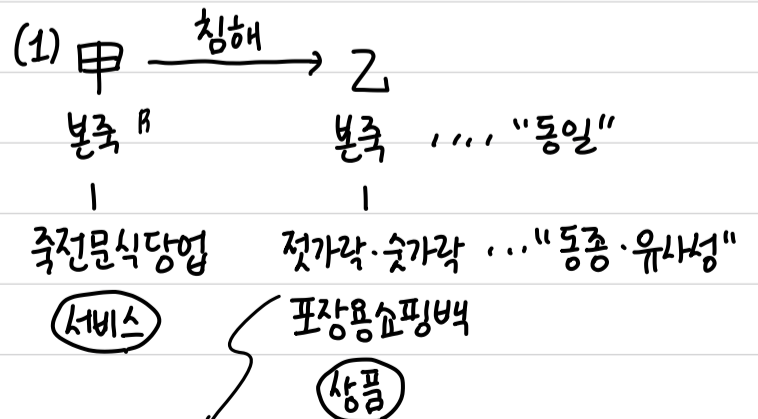 (1) 甲 침해 乙
본죽 R 본죽 .... "동일"
죽전문식당업 젓가락·숫가락 ... "동종·유사성"
서비스 포장용쇼핑백
상품